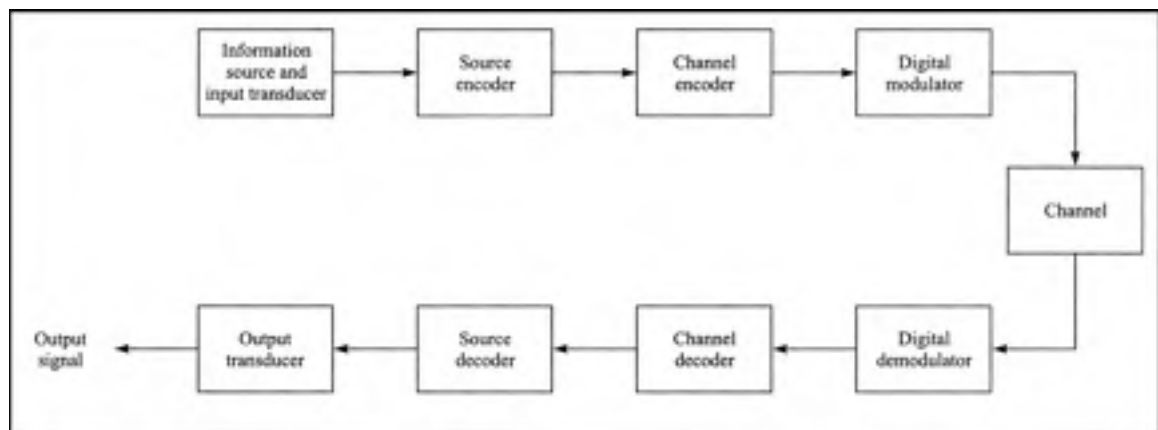 Information
source and
input transducer
Source
encoder
Channel
encoder
Digital
modulator
Channel
Output
signal
Output
transducer
Source
decoder
Channel
decoder
Digital
demodulator